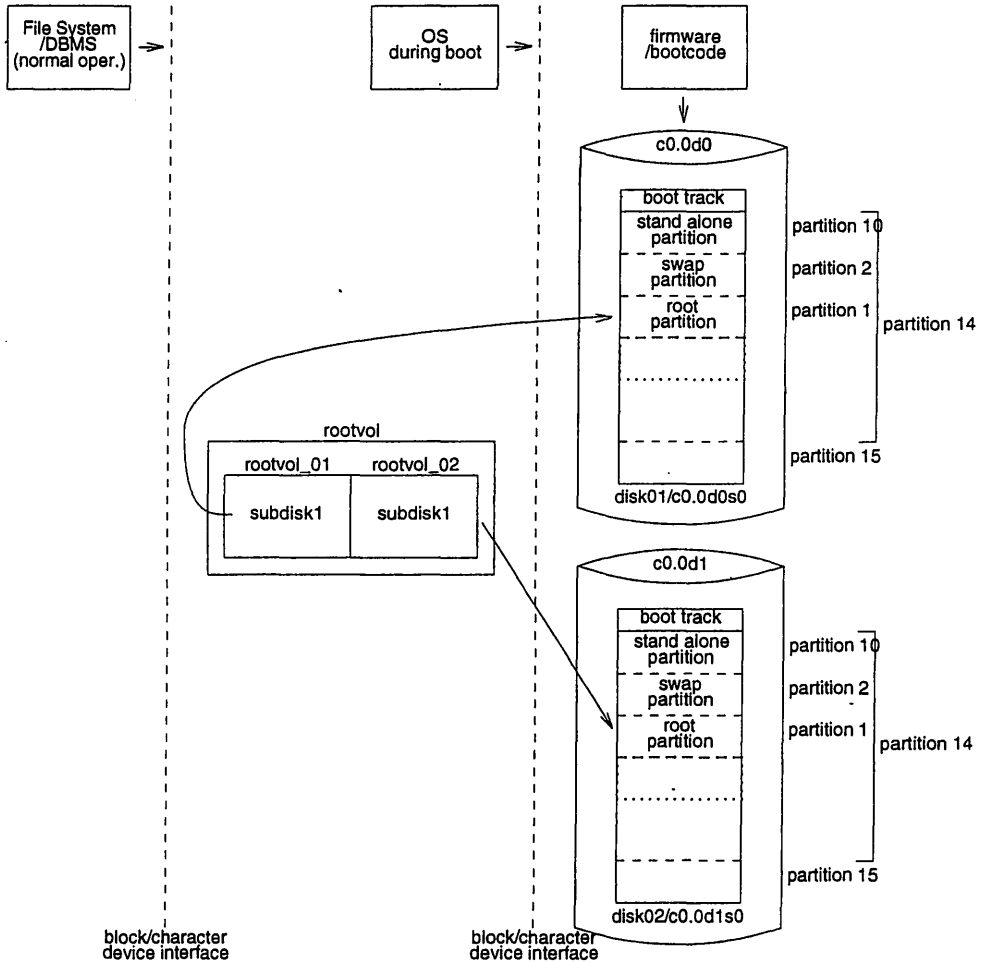 File System
/DBMS
(normal oper.)
OS
during boot
firmware
/bootcode
c0.0d0
boot track
stand alone
partition
swap
partition
root
partition
partition 10
partition 2
partition 1
partition 14
partition 15
disk01/c0.0d0s0
rootvol
rootvol_01
rootvol_02
subdisk1
subdisk1
c0.0d1
boot track
stand alone
partition
swap
partition
root
partition
partition 10
partition 2
partition 1
partition 14
partition 15
disk02/c0.0d1s0
block/character
device interface
block/character
device interface